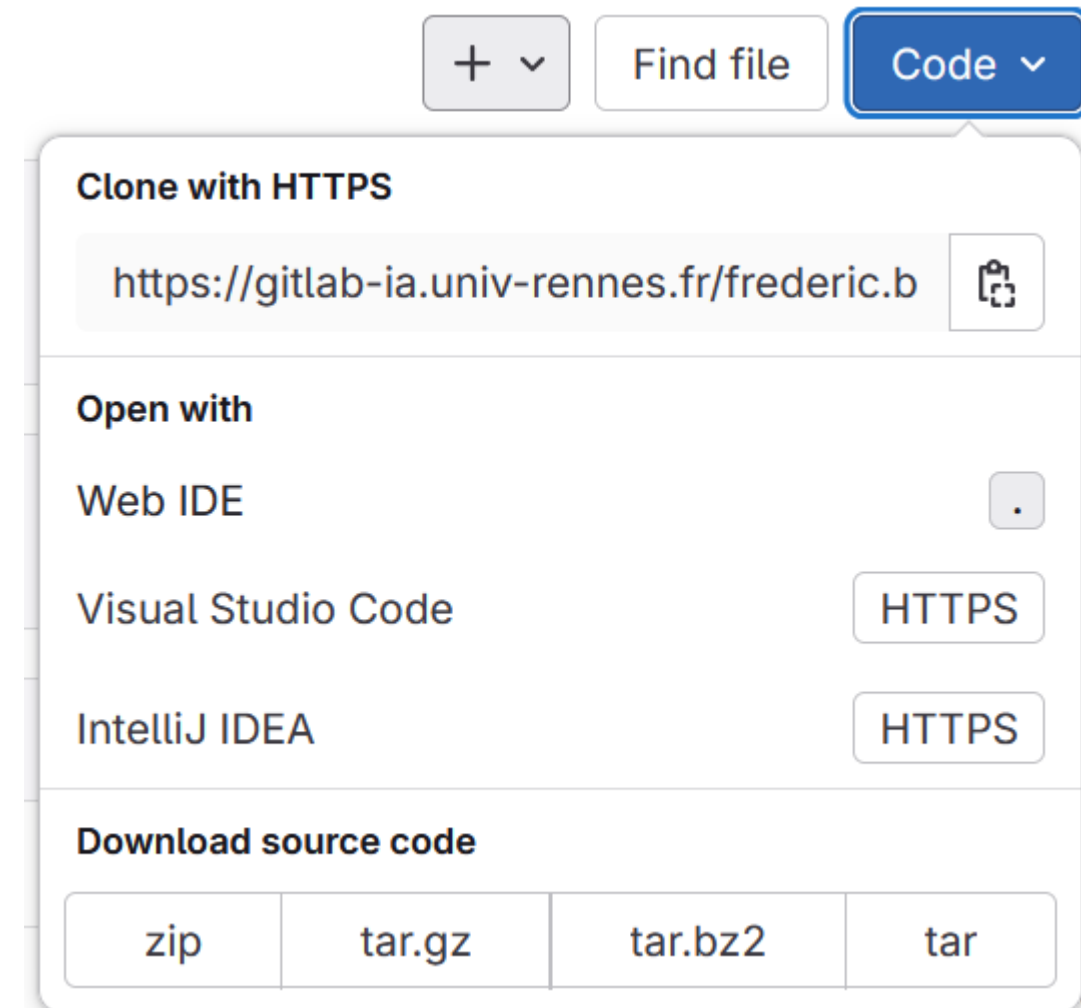 + Find file Code
Clone with HTTPS
https://gitlab-ia.univ-rennes.fr/frederic.b
Open with
Web IDE .
Visual Studio Code HTTPS
IntelliJ IDEA HTTPS
Download source code
zip tar.gz tar.bz2 tar